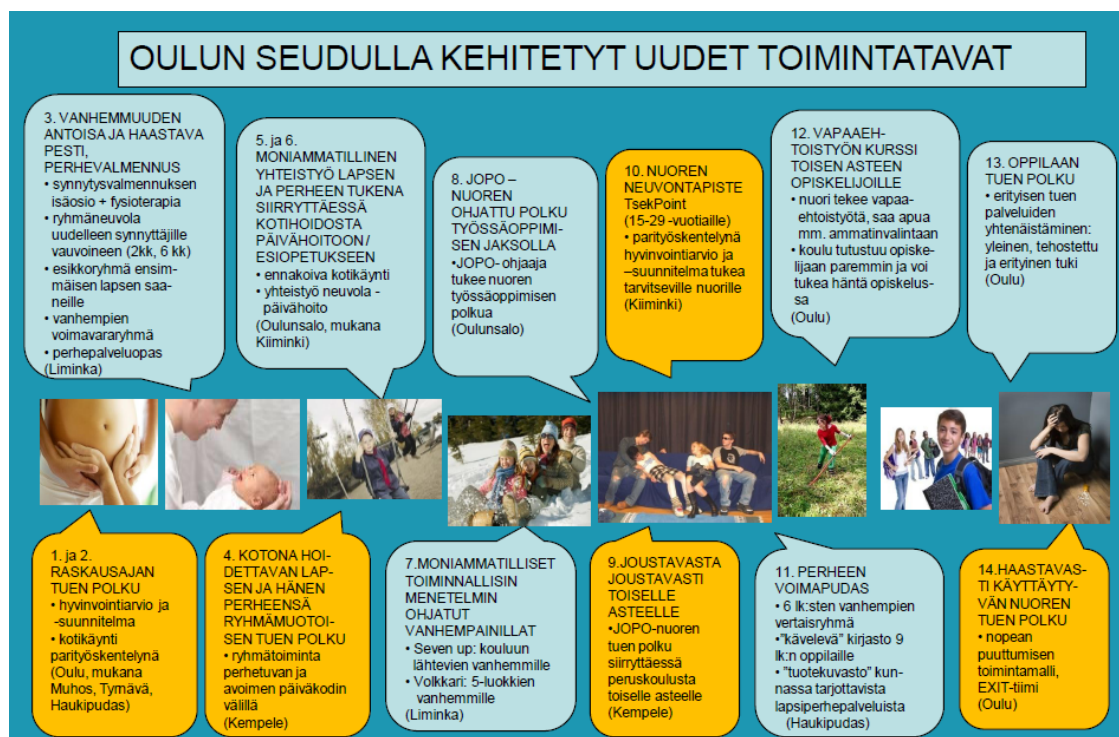 OULUN SEUDULLA KEHITETYT UUDET TOIMINTATAVAT
3. VANHEMMUUDEN
ANTOISA JA HAASTAVA
PESTI,
PERHEVALMENNUS
• synnytysvalmennuksen
isäosio + fysioterapia
• ryhmäneuvola
uudelleen synnyttäjille
vauvoineen (2kk, 6 kk)
• esikkoryhmä ensim-
mäisen lapsen saa-
neille
• vanhempien
voimavararyhmä
• perhepalveluopas
(Liminka)
5. ja 6.
MONIAMMATILLINEN
YHTEISTYÖ LAPSEN
JA PERHEEN TUKENA
SIIRRYTTÄESSÄ
KOTIHOIDOSTA
PÄIVÄHOITOON /
ESIOPETUKSEEN
• ennakoiva kotikäynti
• yhteistyö neuvola -
päivähoito
(Oulunsalo, mukana
Kiiminki)
8. JOPO –
NUOREN
OHJATTU POLKU
TYÖSSÄOPPIMI-
SEN JAKSOLLA
•JOPO- ohjaaja
tukee nuoren
työssäoppimisen
polkua
(Oulunsalo)
10. NUOREN
NEUVONTAPISTE
TsekPoint
(15-29 -vuotiaille)
• parityöskentelynä
hyvinvointiarvio ja
–suunnitelma tukea
tarvitseville nuorille
(Kiiminki)
12. VAPAAEH-
TOISTYÖN KURSSI
TOISEN ASTEEN
OPISKELIJOILLE
• nuori tekee vapaa-
ehtoistyötä, saa apua
mm. ammatinvalintaan
• koulu tutustuu opiske-
lijaan paremmin ja voi
tukea häntä opiskelus-
sa
(Oulu)
13. OPPILAAN
TUEN POLKU
• erityisen tuen
palveluiden
yhtenäistäminen:
yleinen, tehostettu
ja erityinen tuki
(Oulu)
1. ja 2.
RASKAUSAJAN
TUEN POLKU
• hyvinvointiarvio ja
-suunnitelma
• kotikäynti
parityöskentelynä
(Oulu, mukana
Muhos, Tyrnävä,
Haukipudas)
4. KOTONA HOI-
DETTAVAN LAP-
SEN JA HÄNEN
PERHEENSÄ
RYHMÄMUOTOI-
SEN TUEN POLKU
• ryhmätoiminta
perhetuvan ja
avoimen päiväkodin
välillä
(Kempele)
7.MONIAMMATILLISET
TOIMINNALLISIN
MENETELMIN
OHJATUT
VANHEMPAINILLAT
• Seven up: kouluun
lähtevien vanhemmille
• Volkkari: 5-luokkien
vanhemmille
(Liminka)
9.JOUSTAVASTA
JOUSTAVASTI
TOISELLE
ASTEELLE
•JOPO-nuoren
tuen polku
siirryttäessä
peruskoulusta
toiselle asteelle
(Kempele)
11. PERHEEN
VOIMAPUDAS
• 6 lk:sten vanhempien
vertaisryhmä
•"kävelevä" kirjasto 9
lk:n oppilaille
• "tuotekuvasto" kun-
nassa tarjottavista
lapsiperhepalveluista
(Haukipudas)
14.HAASTAVAS-
TI KÄYTTÄYTY-
VÄN NUOREN
TUEN POLKU
• nopean
puuttumisen
toimintamalli,
EXIT-tiimi
(Oulu)